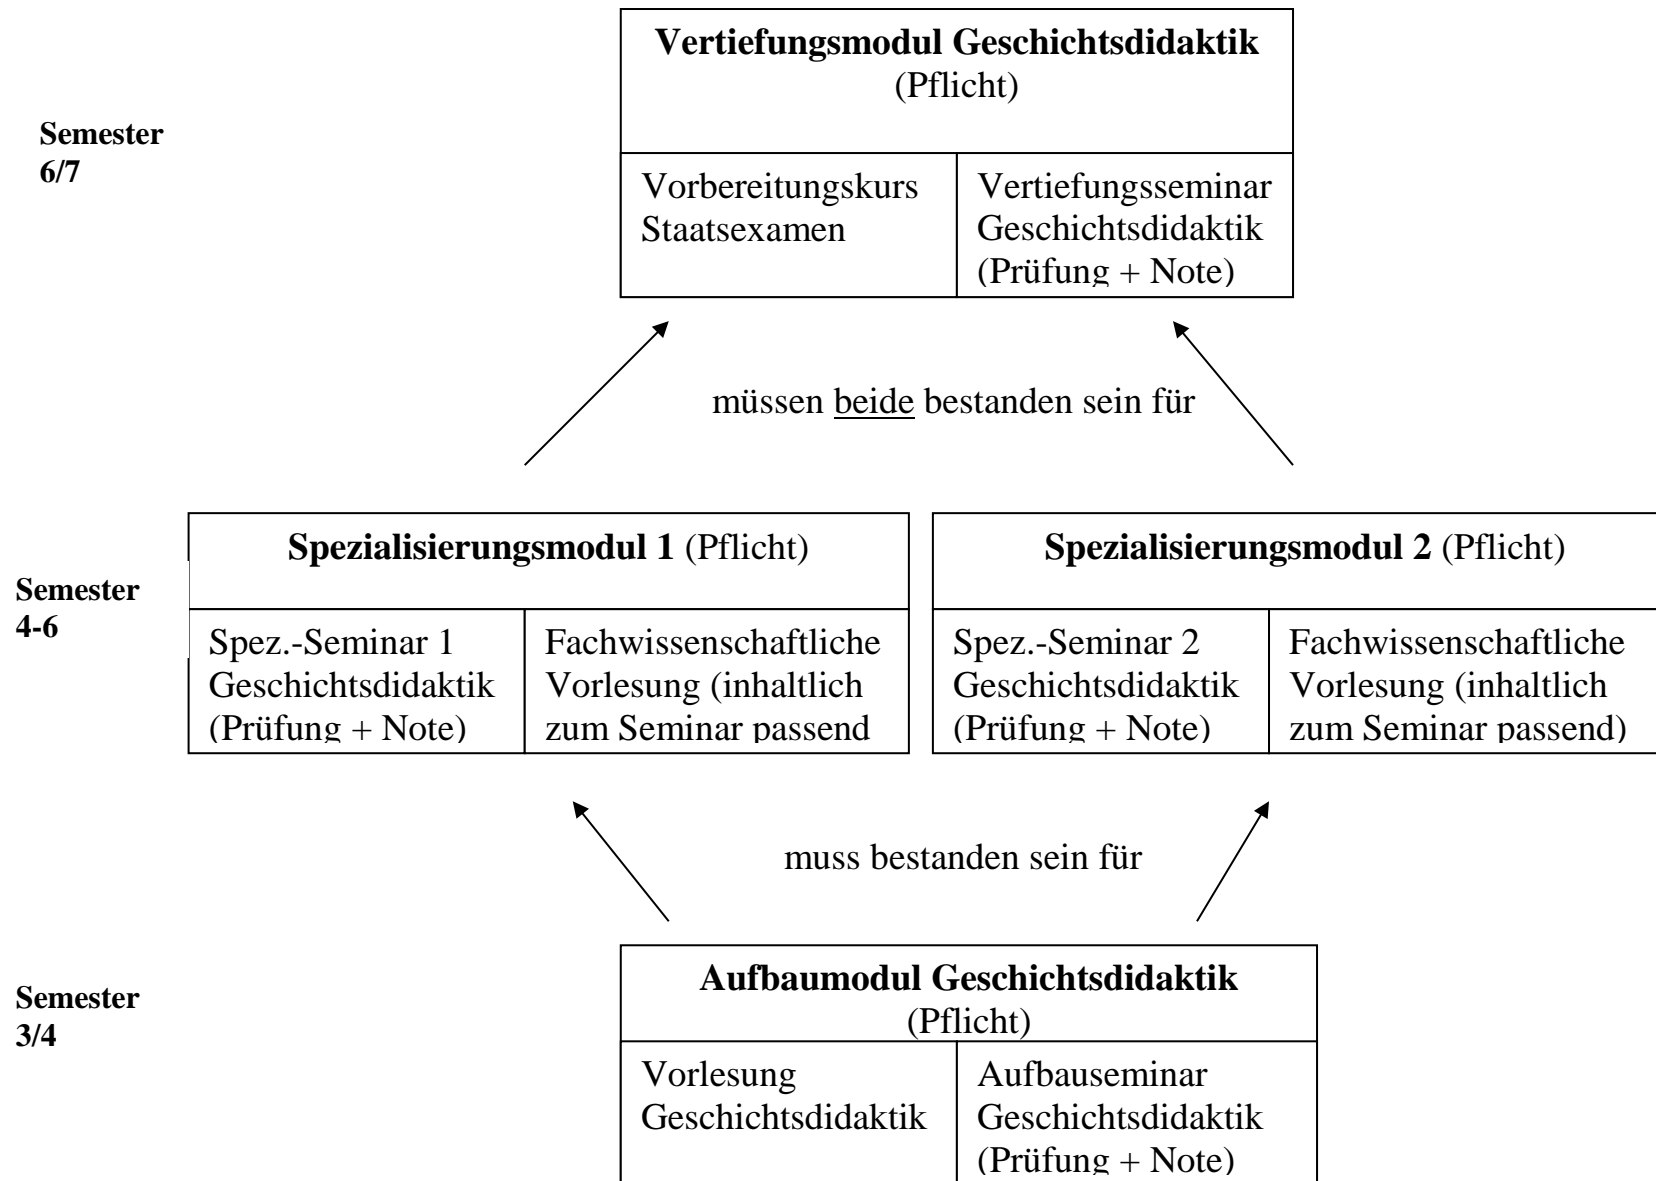 Vertiefungsmodul Geschichtsdidaktik
(Pflicht)
Semester
6/7
Vorbereitungskurs
Staatsexamen
Vertiefungsseminar
Geschichtsdidaktik
(Prüfung + Note)
müssen beide bestanden sein für
Semester
4-6
Spezialisierungsmodul 1 (Pflicht)
Spez.-Seminar 1
Geschichtsdidaktik
(Prüfung + Note)
Fachwissenschaftliche
Vorlesung (inhaltlich
zum Seminar passend
Spezialisierungsmodul 2 (Pflicht)
Spez.-Seminar 2
Geschichtsdidaktik
(Prüfung + Note)
Fachwissenschaftliche
Vorlesung (inhaltlich
zum Seminar passend)
muss bestanden sein für
Semester
3/4
Aufbaumodul Geschichtsdidaktik
(Pflicht)
Vorlesung
Geschichtsdidaktik
Aufbauseminar
Geschichtsdidaktik
(Prüfung + Note)